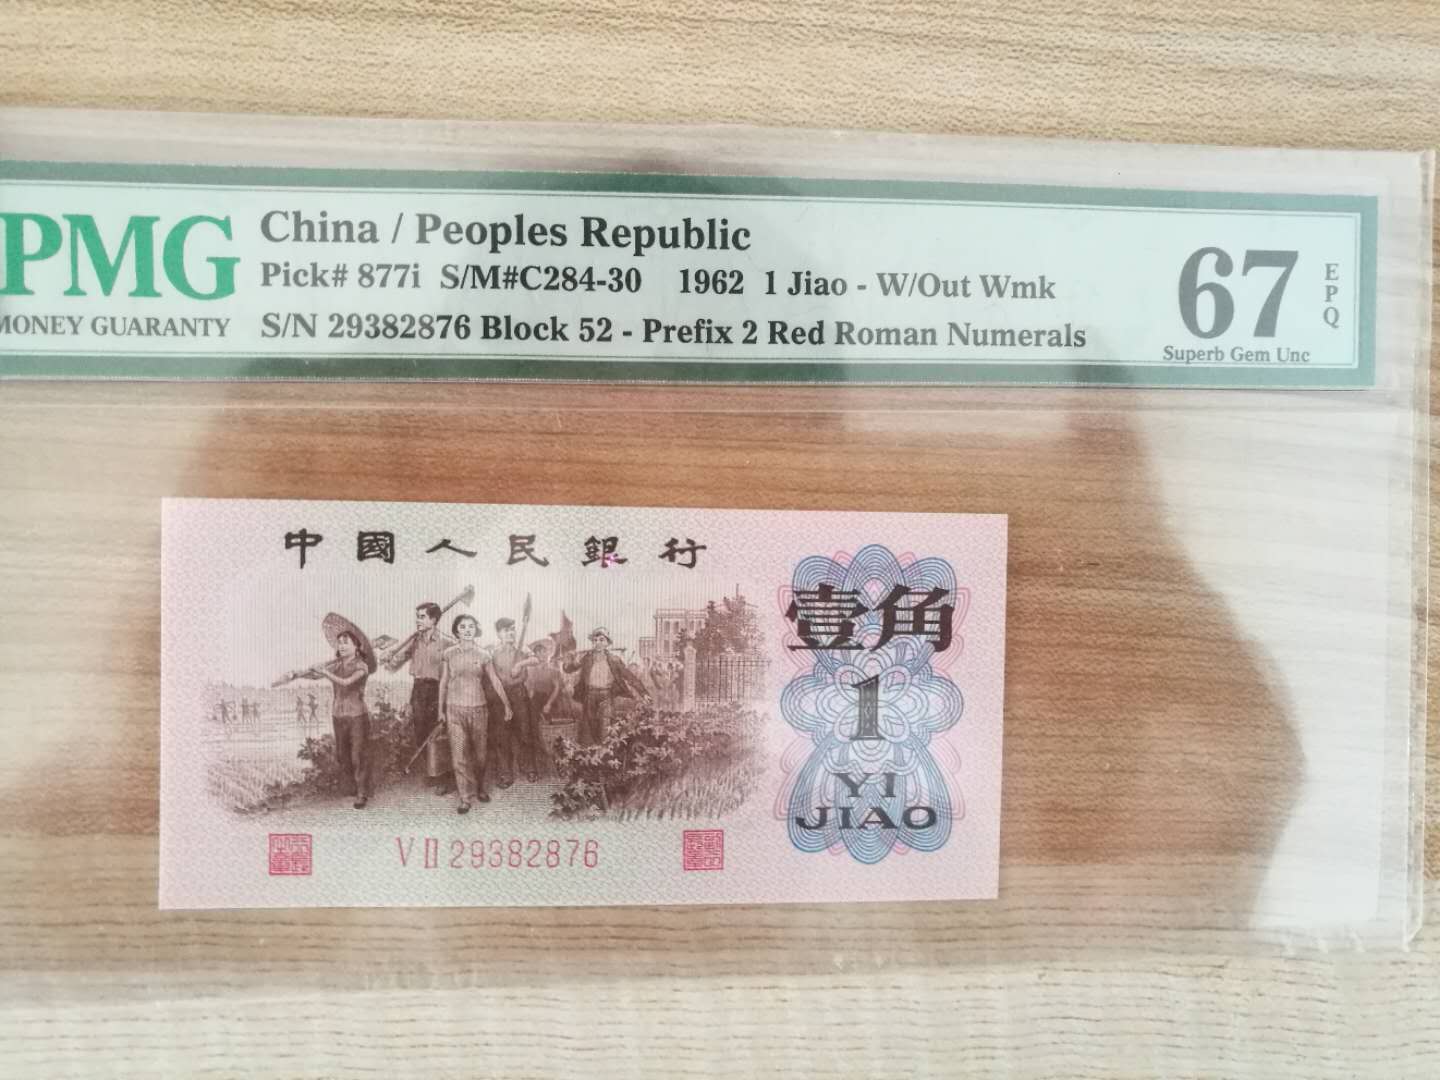 PMG
MONEY GUARANTY
China / Peoples Republic
Pick# 877i S/M#C284-30 1962 1 Jiao - W/Out Wmk
S/N 29382876 Block 52 - Prefix 2 Red Roman Numerals
67
EPQ
Superb Gem Unc
中國人民銀行
壹角
1
YI
JIAO
VⅡ29382876